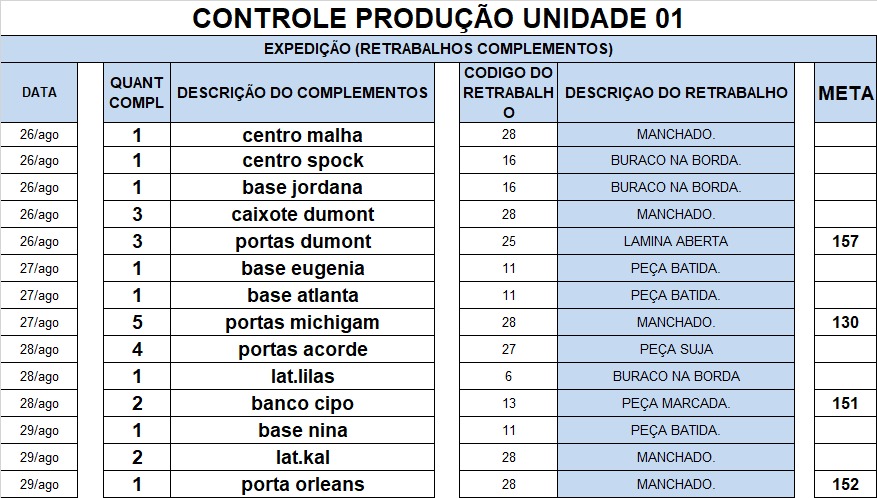 CONTROLE PRODUÇÃO UNIDADE 01
EXPEDIÇÃO (RETRABALHOS COMPLEMENTOS)
DATA QUANT COMPL DESCRIÇÃO DO COMPLEMENTOS CODIGO DO RETRABALHO DESCRIÇAO DO RETRABALHO META
26/ago 1 centro malha 28 MANCHADO.
26/ago 1 centro spock 16 BURACO NA BORDA.
26/ago 1 base jordana 16 BURACO NA BORDA.
26/ago 3 caixote dumont 28 MANCHADO.
26/ago 3 portas dumont 25 LAMINA ABERTA 157
27/ago 1 base eugenia 11 PEÇA BATIDA.
27/ago 1 base atlanta 11 PEÇA BATIDA.
27/ago 5 portas michigam 28 MANCHADO. 130
28/ago 4 portas acorde 27 PEÇA SUJA
28/ago 1 lat.lilas 6 BURACO NA BORDA
28/ago 2 banco cipo 13 PEÇA MARCADA. 151
29/ago 1 base nina 11 PEÇA BATIDA.
29/ago 2 lat.kal 28 MANCHADO.
29/ago 1 porta orleans 28 MANCHADO. 152